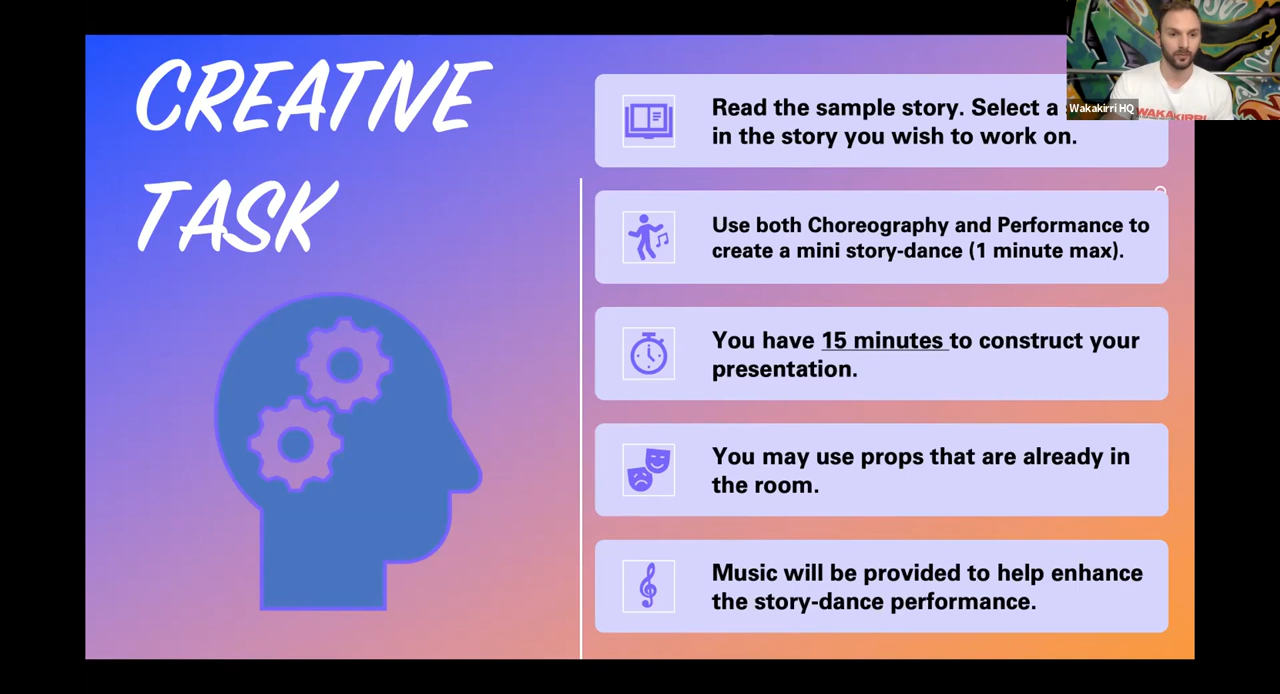 CREATIVE
TASK
Read the sample story. Select a
in the story you wish to work on.
Use both Choreography and Performance to
create a mini story-dance (1 minute max).
You have 15 minutes to construct your
presentation.
You may use props that are already in
the room.
Music will be provided to help enhance
the story-dance performance.
Wakakirri HQ
WAKAKIRRI